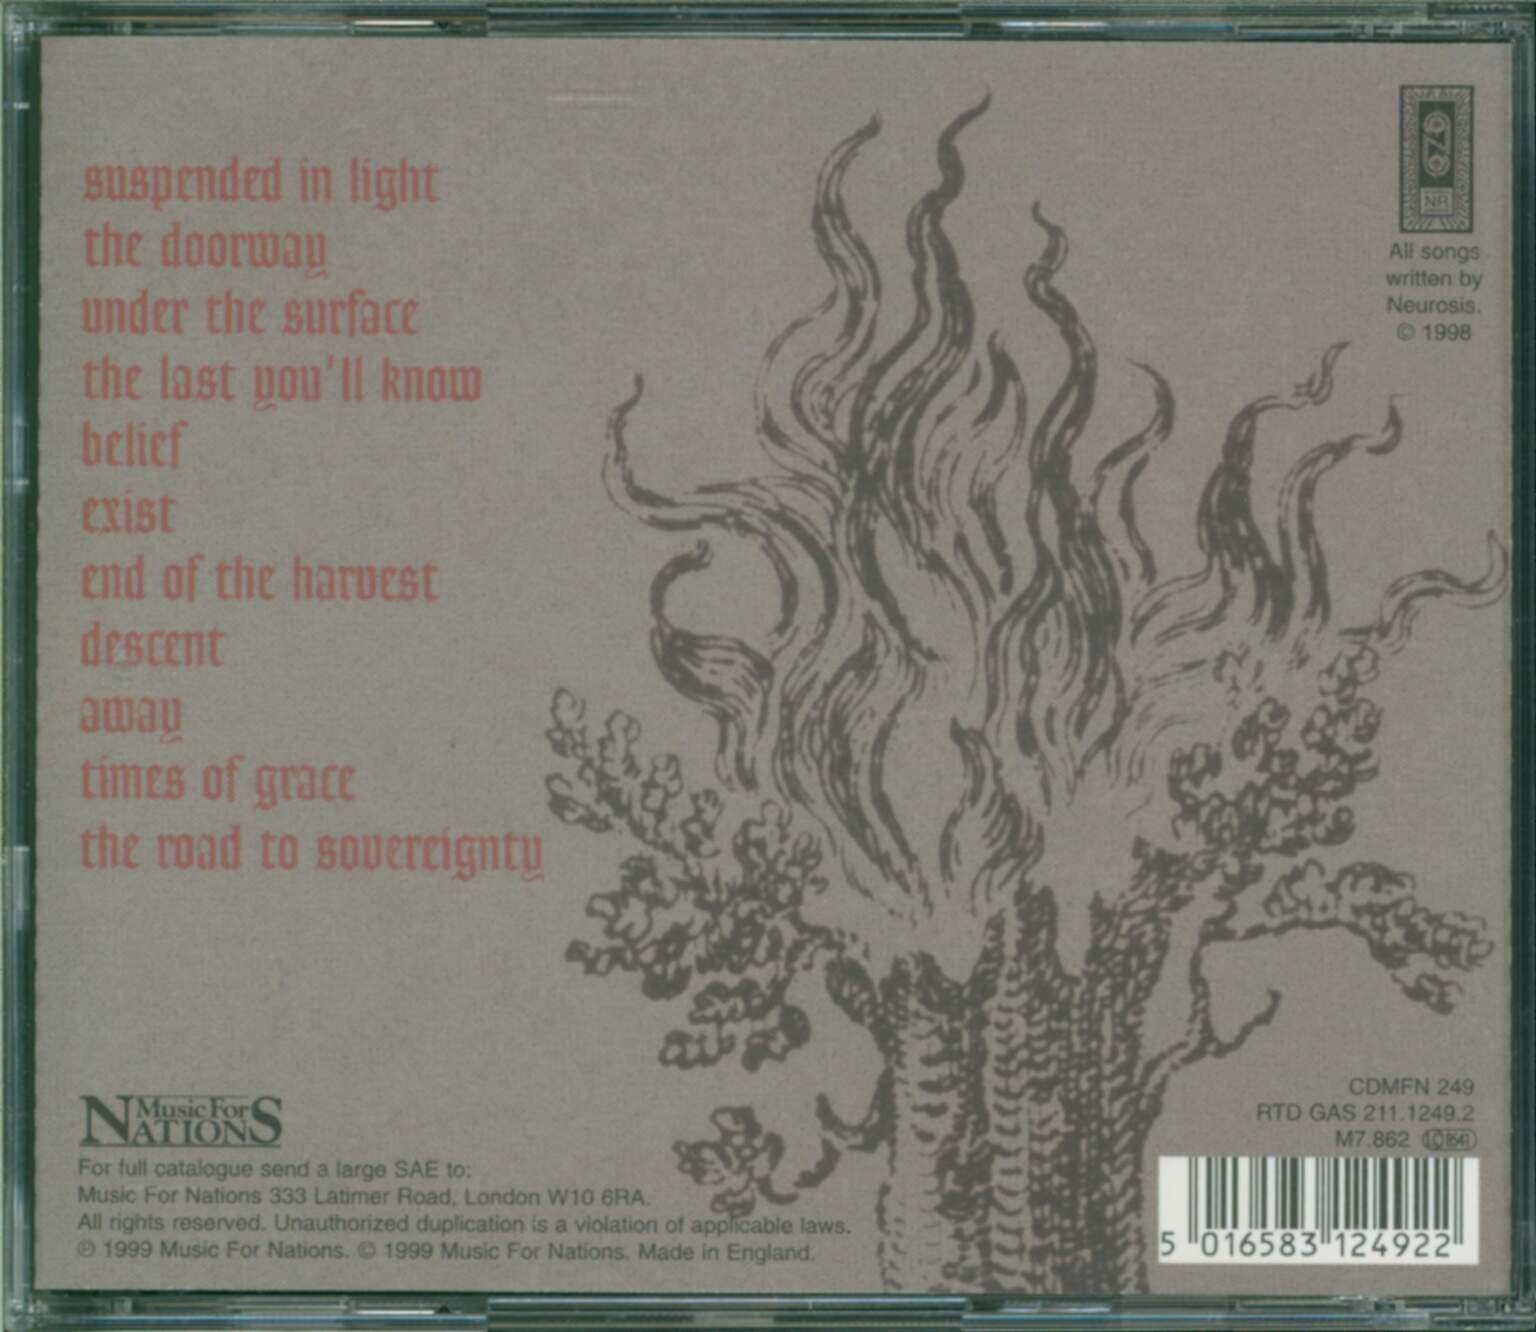 suspended in light
the doorway
under the surface
the last you'll know
belief
exist
end of the harvest
descent
away
times of grace
the road to sovereignty
NR
All songs
written by
Neurosis.
© 1998
Music For
NATIONS
For full catalogue send a large SAE to:
Music For Nations 333 Latimer Road, London W10 6RA.
All rights reserved. Unauthorized duplication is a violation of applicable laws.
℗ 1999 Music For Nations. © 1999 Music For Nations. Made in England.
CDMFN 249
RTD GAS 211.1249.2
M7.862
5 016583 124922